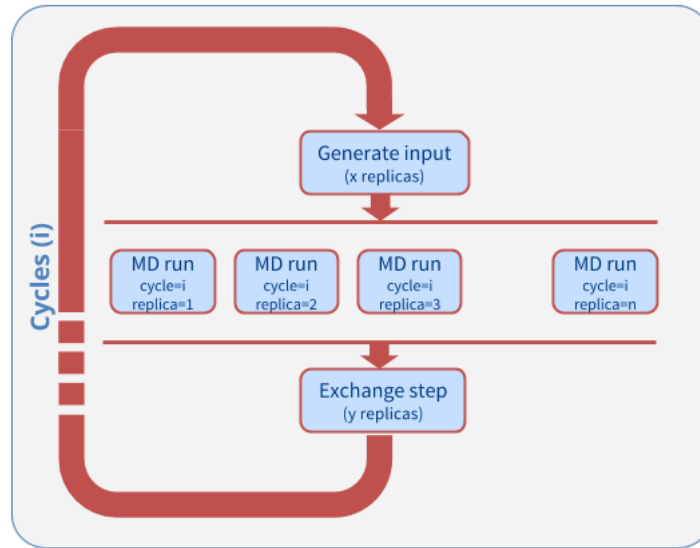 Cycles (i)
Generate input
(x replicas)
MD run
cycle=i
replica=1
MD run
cycle=i
replica=2
MD run
cycle=i
replica=3
MD run
cycle=i
replica=n
Exchange step
(y replicas)